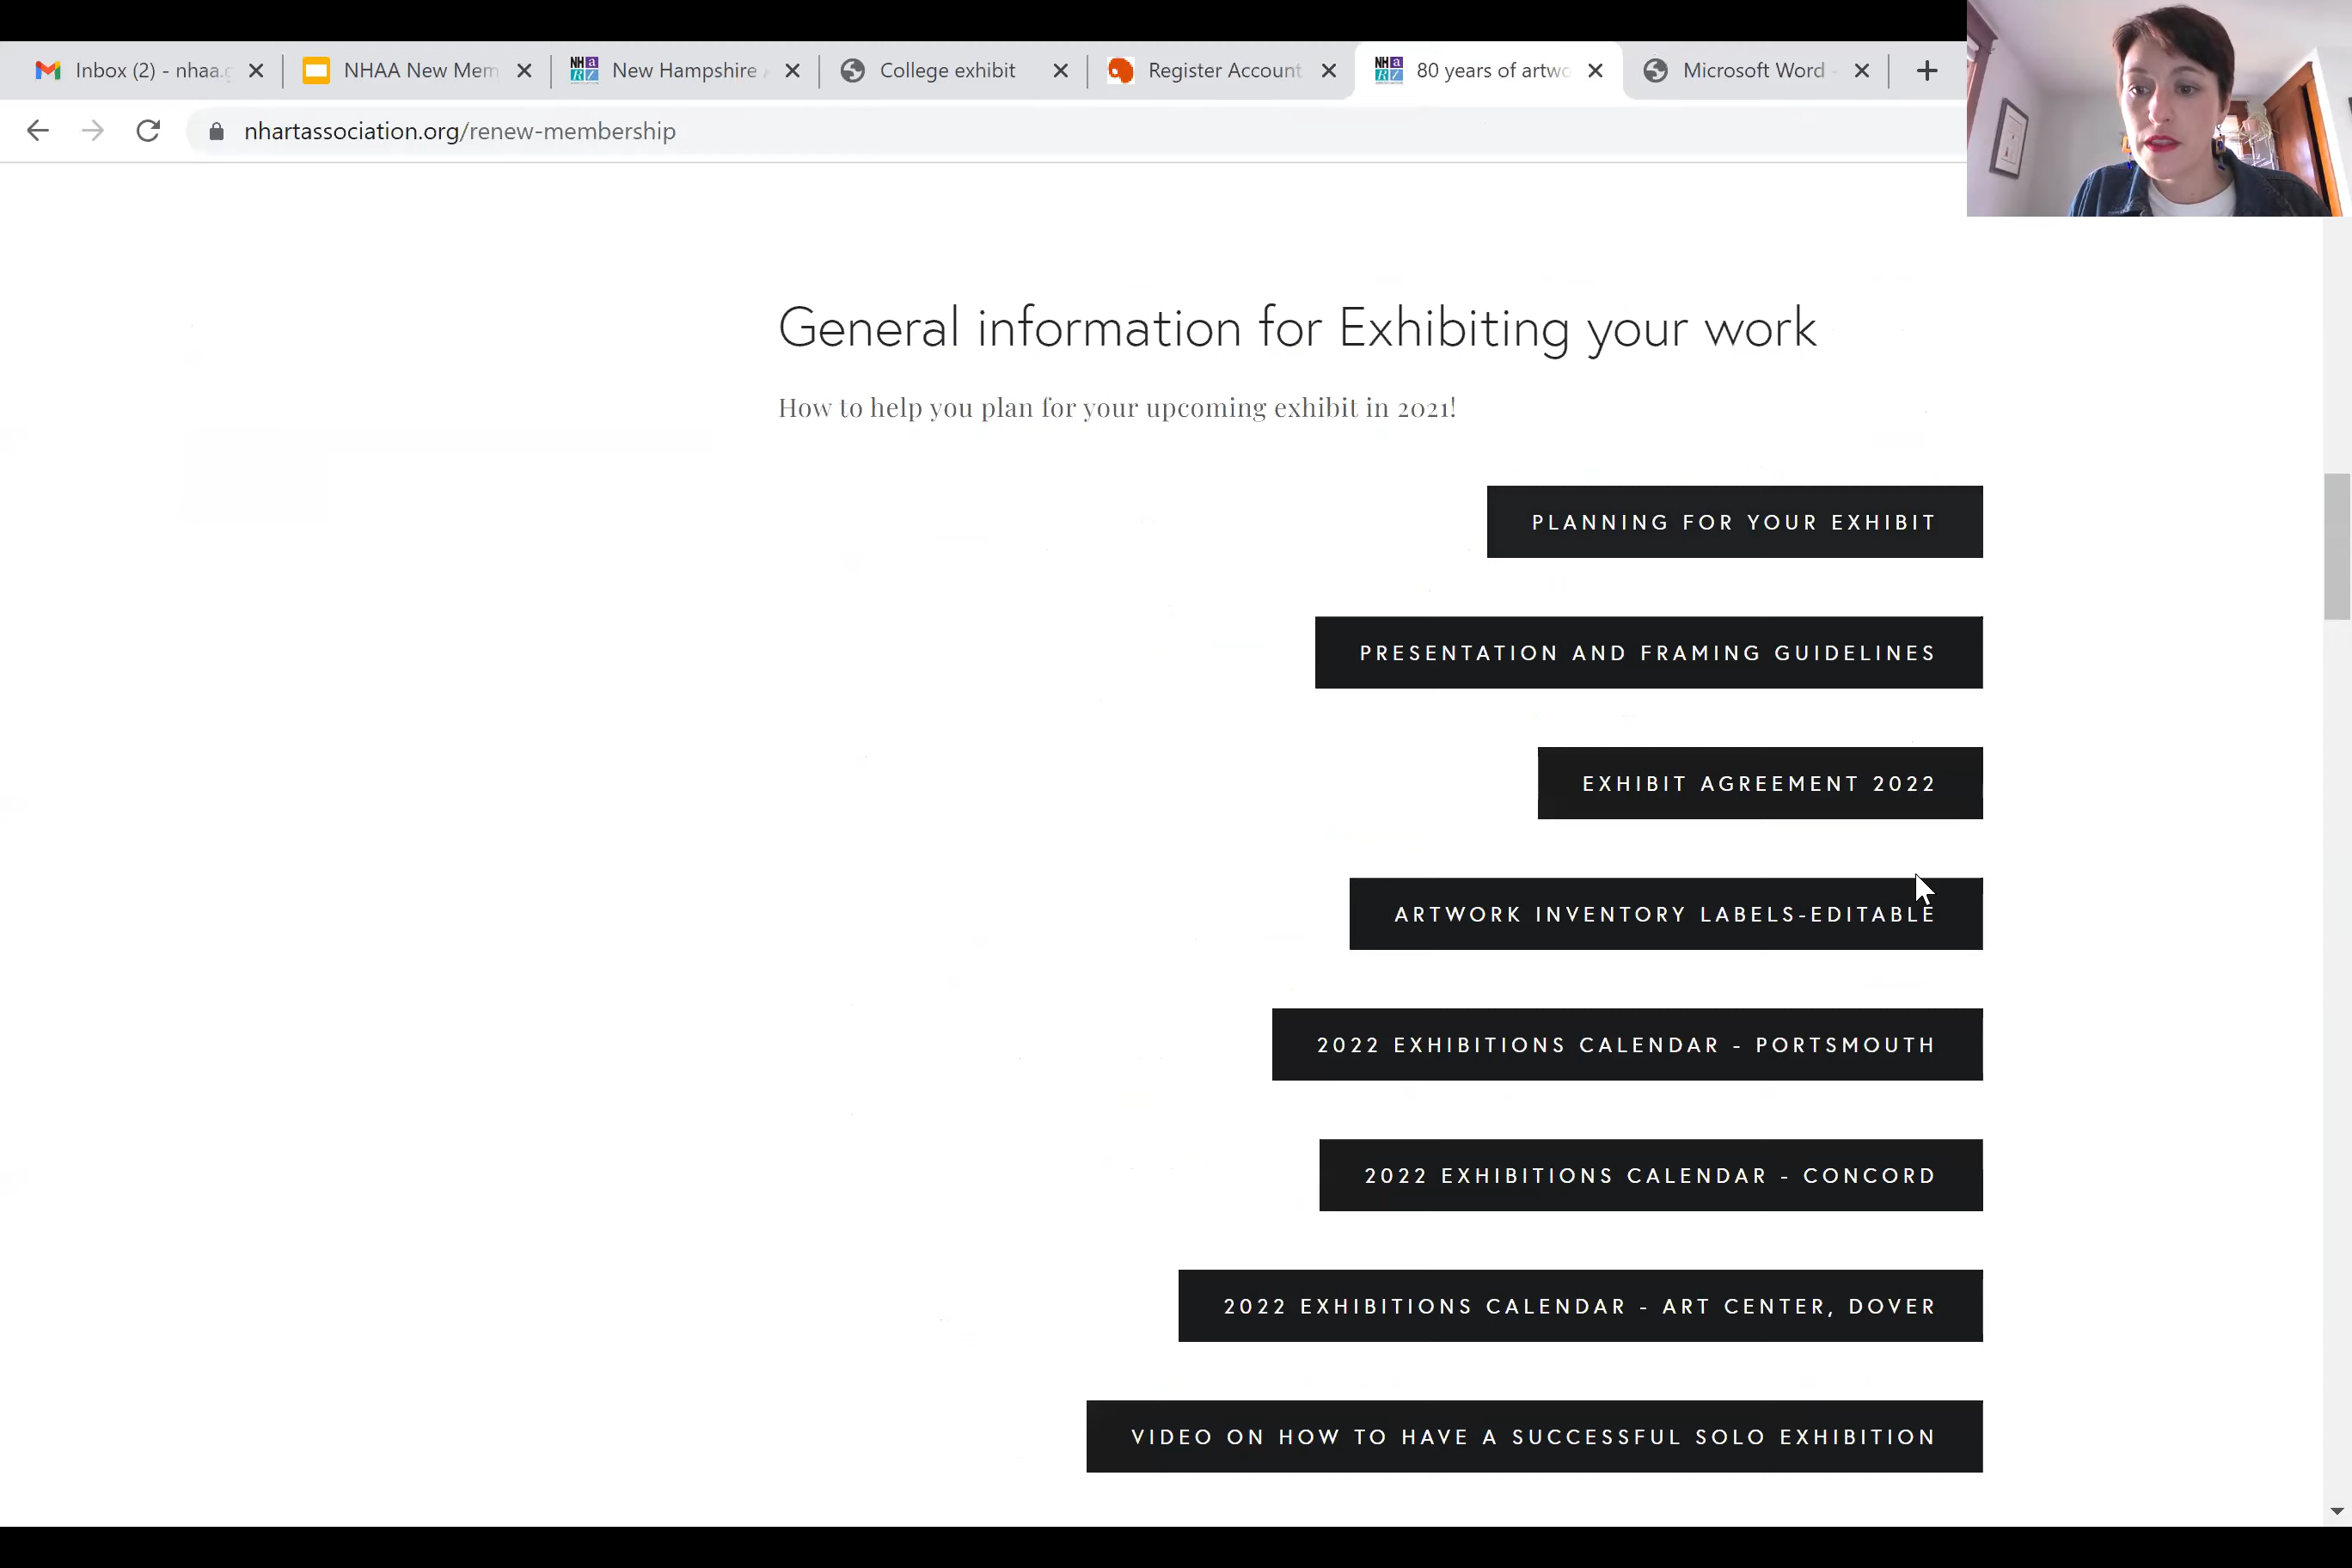 Inbox (2) - nhaa.g
NHAA New Mem
New Hampshire A
College exhibit
Register Account
80 years of artwo
Microsoft Word -
nhartassociation.org/renew-membership
General information for Exhibiting your work
How to help you plan for your upcoming exhibit in 2021!
PLANNING FOR YOUR EXHIBIT
PRESENTATION AND FRAMING GUIDELINES
EXHIBIT AGREEMENT 2022
ARTWORK INVENTORY LABELS-EDITABLE
2022 EXHIBITIONS CALENDAR - PORTSMOUTH
2022 EXHIBITIONS CALENDAR - CONCORD
2022 EXHIBITIONS CALENDAR - ART CENTER, DOVER
VIDEO ON HOW TO HAVE A SUCCESSFUL SOLO EXHIBITION